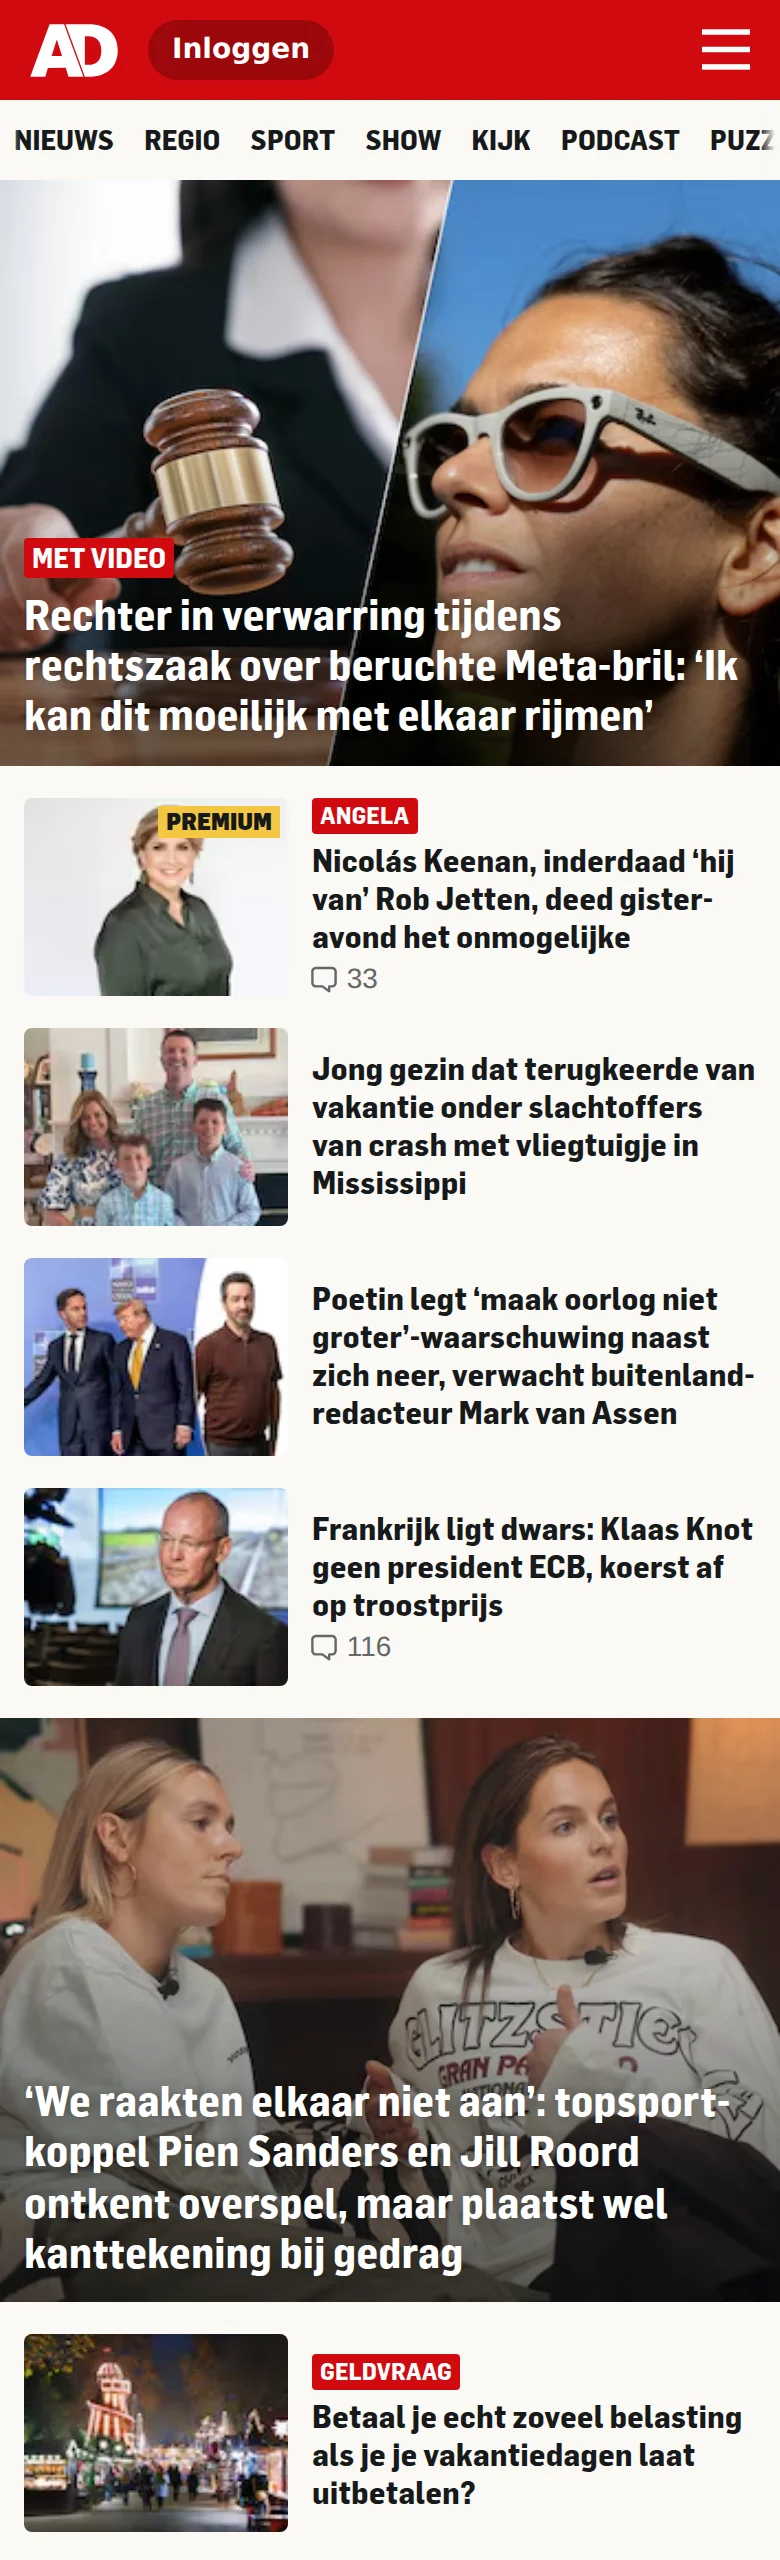 AD
Inloggen
NIEUWS REGIO SPORT SHOW KIJK PODCAST PUZZ
MET VIDEO
Rechter in verwarring tijdens
rechtszaak over beruchte Meta-bril: ‘Ik
kan dit moeilijk met elkaar rijmen’
PREMIUM
ANGELA
Nicolás Keenan, inderdaad ‘hij
van’ Rob Jetten, deed gister-
avond het onmogelijke
33
Jong gezin dat terugkeerde van
vakantie onder slachtoffers
van crash met vliegtuigje in
Mississippi
Poetin legt ‘maak oorlog niet
groter’-waarschuwing naast
zich neer, verwacht buitenland-
redacteur Mark van Assen
Frankrijk ligt dwars: Klaas Knot
geen president ECB, koerst af
op troostprijs
116
GLITZSTIE
GRAN PA
‘We raakten elkaar niet aan’: topsport-
koppel Pien Sanders en Jill Roord
ontkent overspel, maar plaatst wel
kanttekening bij gedrag
GELDVRAAG
Betaal je echt zoveel belasting
als je je vakantiedagen laat
uitbetalen?